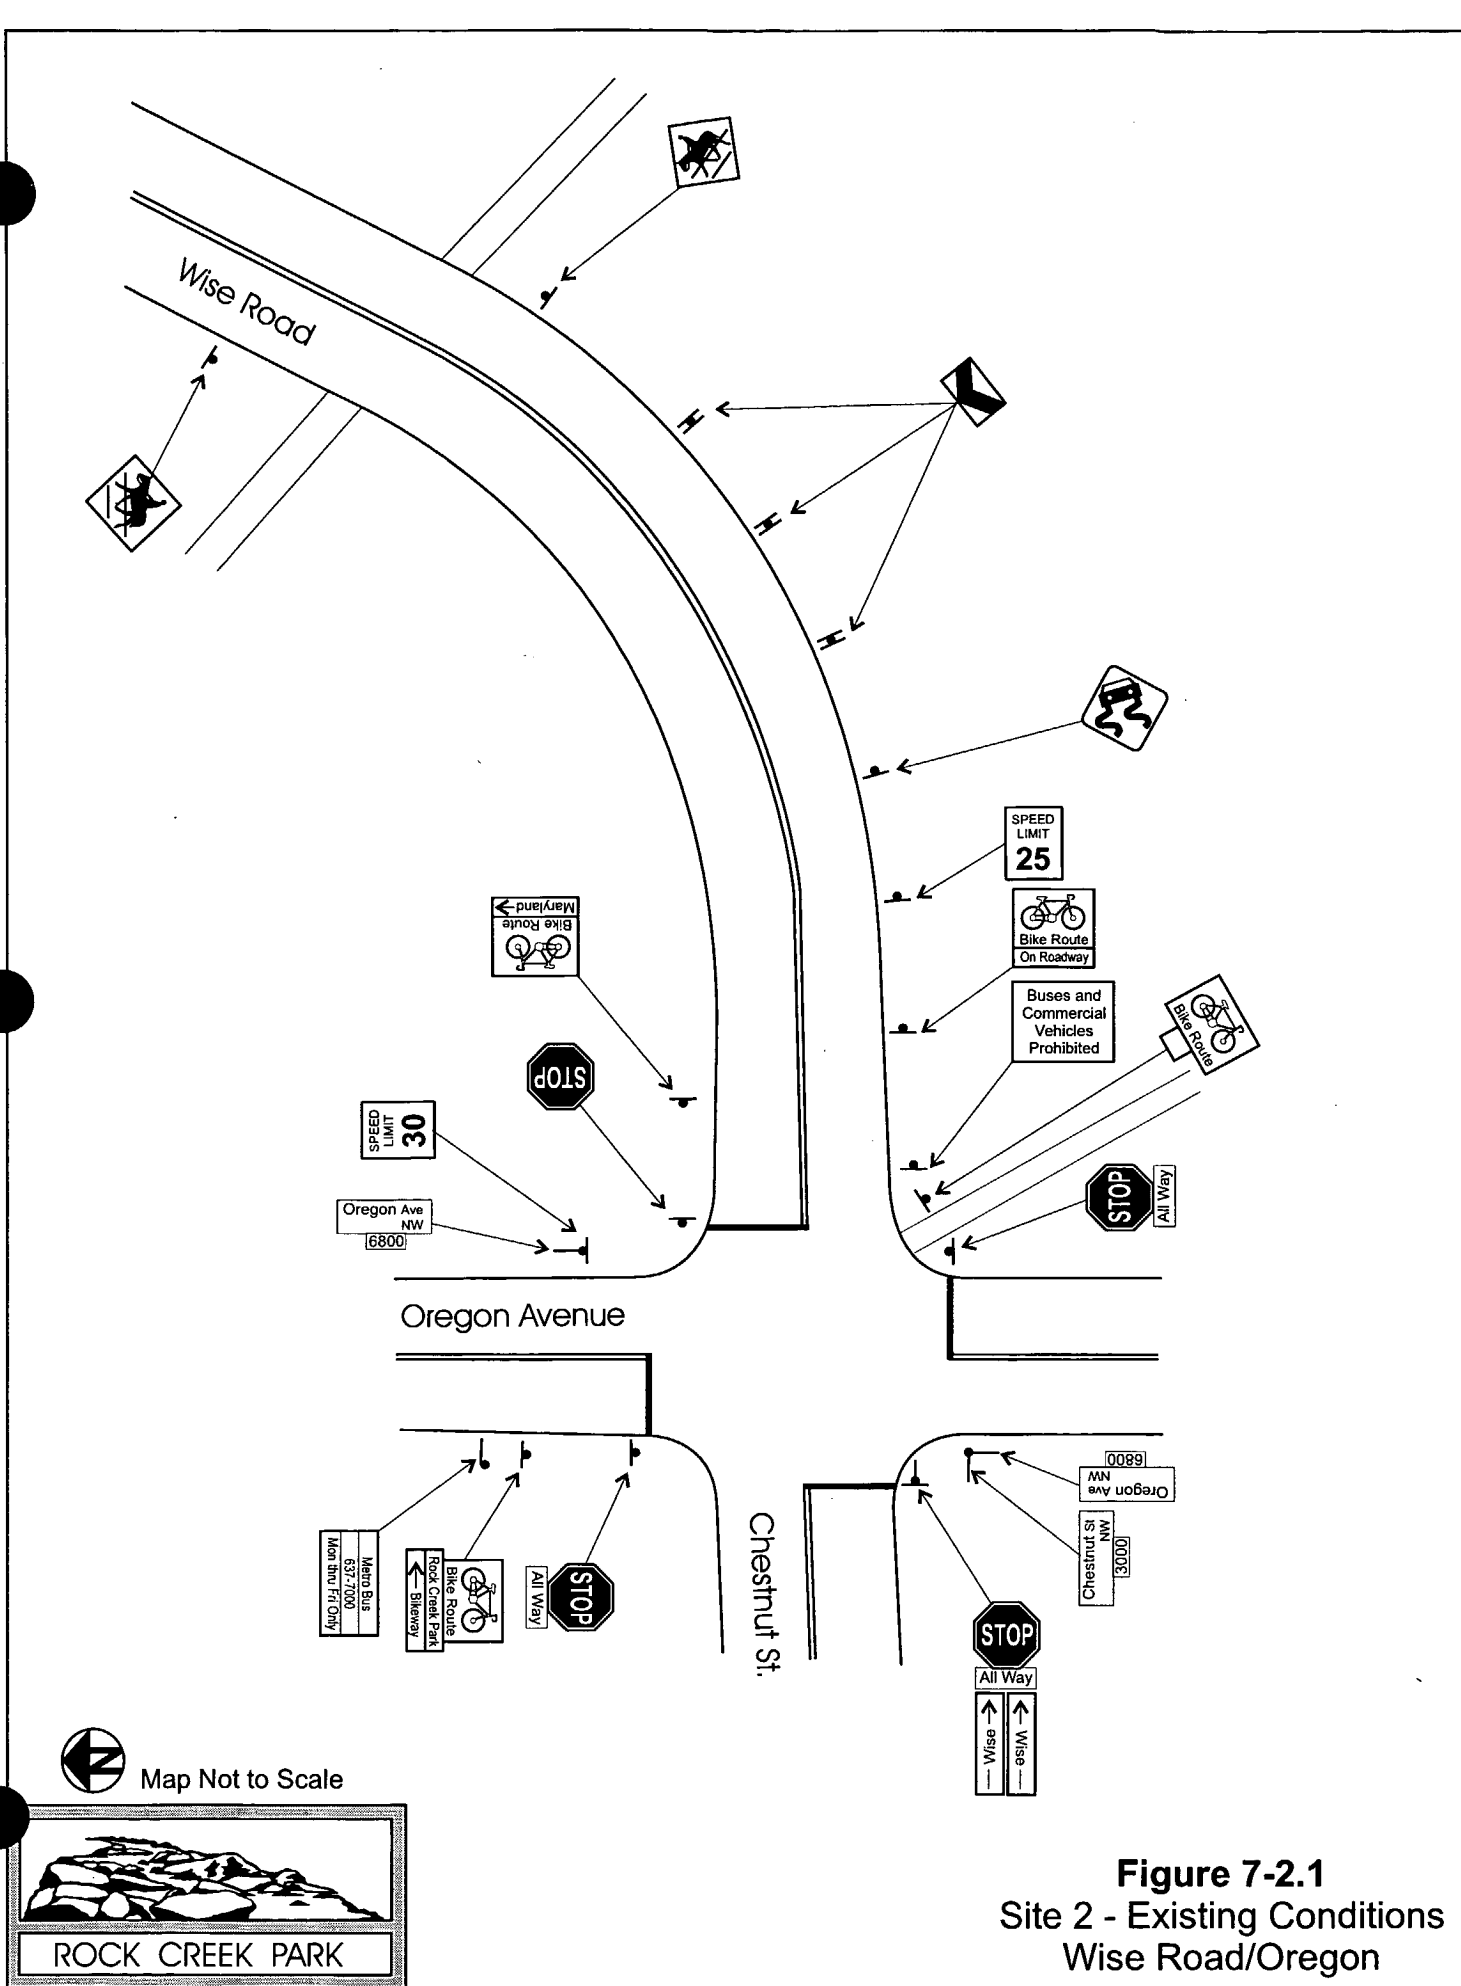 Wise Road
SPEED
LIMIT
25
Maryland
Bike Route
Bike Route
On Roadway
Buses and
Commercial
Vehicles
Prohibited
Bike Route
STOP
SPEED
LIMIT
30
STOP
All Way
Oregon Ave
NW
6800
Oregon Avenue
6800
Oregon Ave
NW
Chestnut St
NW
3000
Metro Bus
637-7000
Mon thru Fri Only
Bike Route
Rock Creek Park
Bikeway
STOP
All Way
Chestnut St.
STOP
All Way
Wise
Wise
N
Map Not to Scale
ROCK CREEK PARK
Figure 7-2.1
Site 2 - Existing Conditions
Wise Road/Oregon